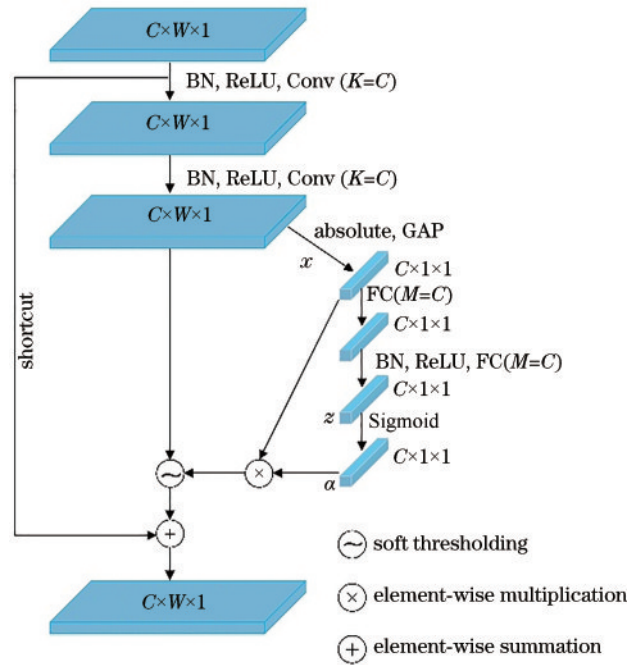 C×W×1
BN, ReLU, Conv (K=C)
C×W×1
BN, ReLU, Conv (K=C)
C×W×1
absolute, GAP
x
C×1×1
FC(M=C)
C×1×1
BN, ReLU, FC(M=C)
C×1×1
z
Sigmoid
C×1×1
α
shortcut
~
×
+
C×W×1
~ soft thresholding
× element-wise multiplication
+ element-wise summation